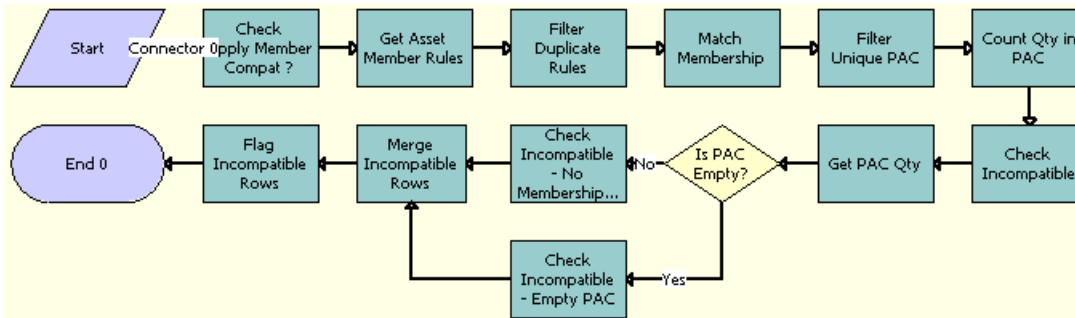 Start
Connector 0
Check
pply Member
Compat ?
Get Asset
Member Rules
Filter
Duplicate
Rules
Match
Membership
Filter
Unique PAC
Count Qty in
PAC
End 0
Flag
Incompatible
Rows
Merge
Incompatible
Rows
Check
Incompatible
- No
Membership...
No
Is PAC
Empty?
Get PAC Qty
Check
Incompatible
Check
Incompatible
- Empty PAC
Yes